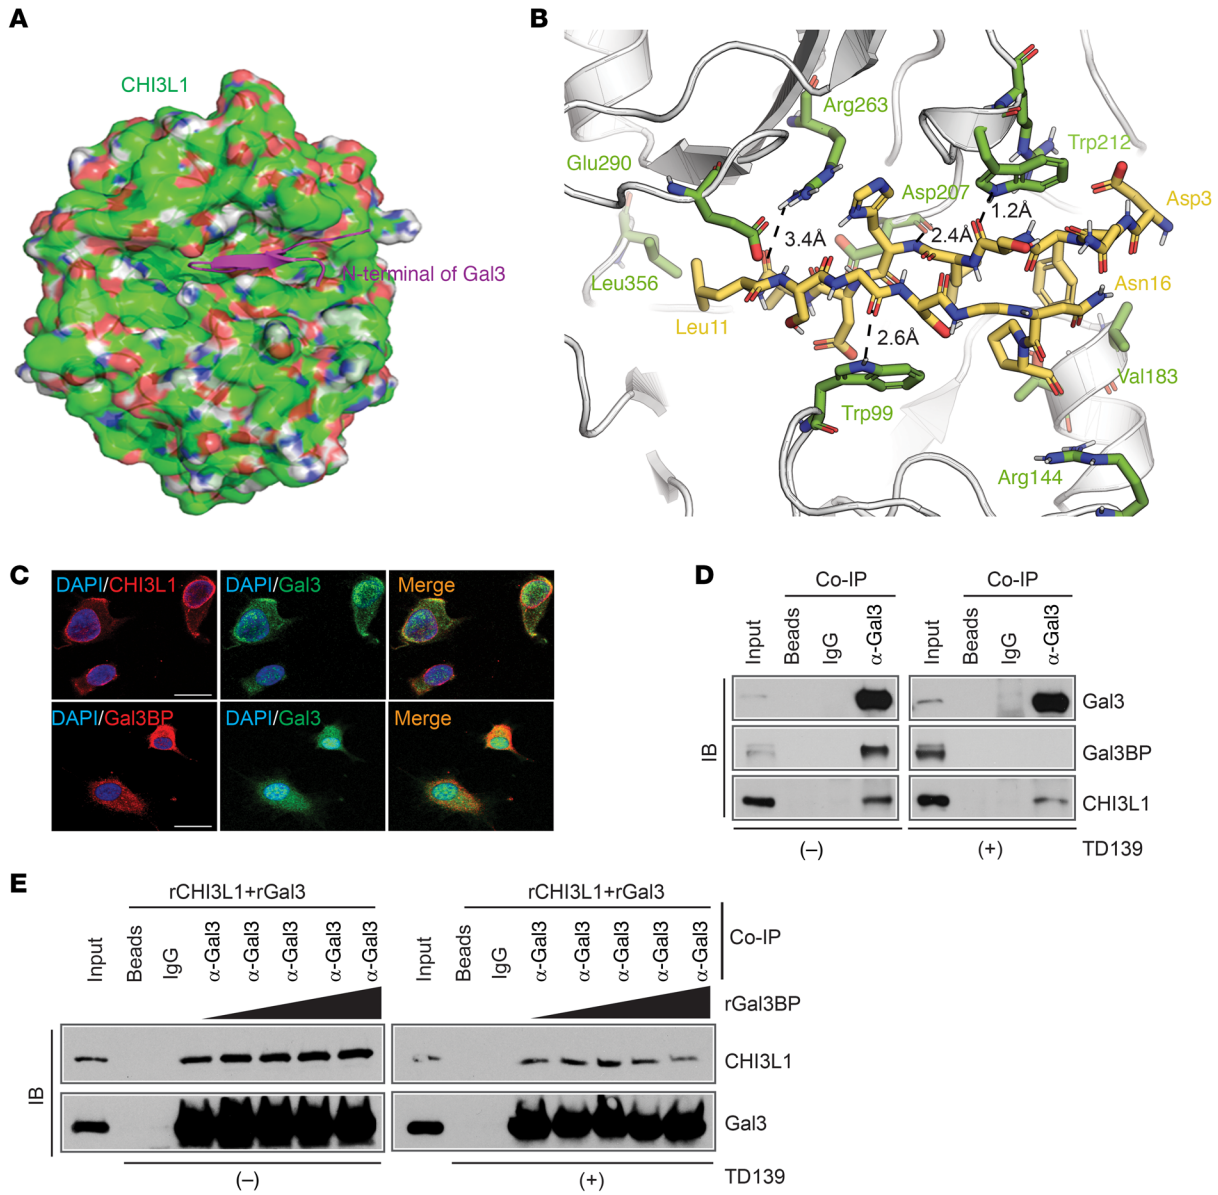 A
CHI3L1
N-terminal of Gal3
B
Arg263
Glu290
Trp212
Asp207
Asp3
1.2Å
3.4Å
2.4Å
Leu356
Asn16
Leu11
2.6Å
Val183
Trp99
Arg144
C
DAPI/CHI3L1
DAPI/Gal3
Merge
DAPI/Gal3BP
DAPI/Gal3
Merge
D
Co-IP
Co-IP
Input
Beads
IgG
α-Gal3
Input
Beads
IgG
α-Gal3
IB
Gal3
Gal3BP
CHI3L1
(–)
(+)
TD139
E
rCHI3L1+rGal3
rCHI3L1+rGal3
Input
Beads
IgG
α-Gal3
α-Gal3
α-Gal3
α-Gal3
α-Gal3
Input
Beads
IgG
α-Gal3
α-Gal3
α-Gal3
α-Gal3
α-Gal3
Co-IP
rGal3BP
IB
CHI3L1
Gal3
(–)
(+)
TD139